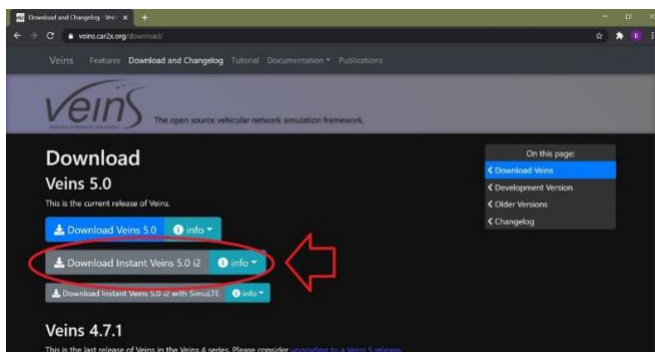 Download and Changelog - Vein
veins.car2x.org/download/
Veins Features Download and Changelog Tutorial Documentation Publications
veins
The open source vehicular network simulation framework.
Download
On this page:
Download Veins
Development Version
Older Versions
Changelog
Veins 5.0
This is the current release of Veins.
Download Veins 5.0 info
Download Instant Veins 5.0 i2 info
Download Instant Veins 5.0 i2 with SimuLTE info
Veins 4.7.1
This is the last release of Veins in the Veins 4 series. Please consider upgrading to a Veins 5 release.